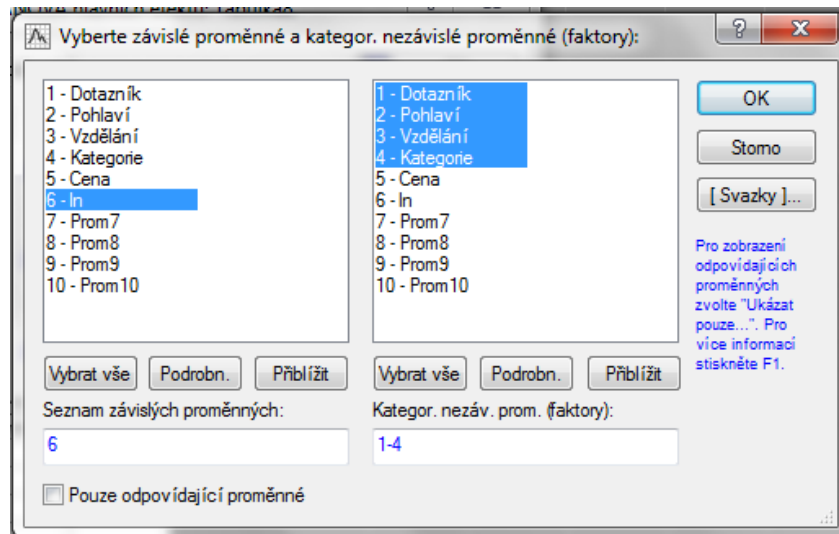 Vyberte závislé proměnné a kategor. nezávislé proměnné (faktory):
1 - Dotazník
2 - Pohlaví
3 - Vzdělání
4 - Kategorie
5 - Cena
6 - ln
7 - Prom7
8 - Prom8
9 - Prom9
10 - Prom10
1 - Dotazník
2 - Pohlaví
3 - Vzdělání
4 - Kategorie
5 - Cena
6 - ln
7 - Prom7
8 - Prom8
9 - Prom9
10 - Prom10
OK
Storno
[ Svazky ]...
Pro zobrazení
odpovídajících
proměnných
zvolte "Ukázat
pouze...". Pro
více informací
stiskněte F1.
Vybrat vše Podrobn. Přiblížit
Vybrat vše Podrobn. Přiblížit
Seznam závislých proměnných:
6
Kategor. nezáv. prom. (faktory):
1-4
Pouze odpovídající proměnné